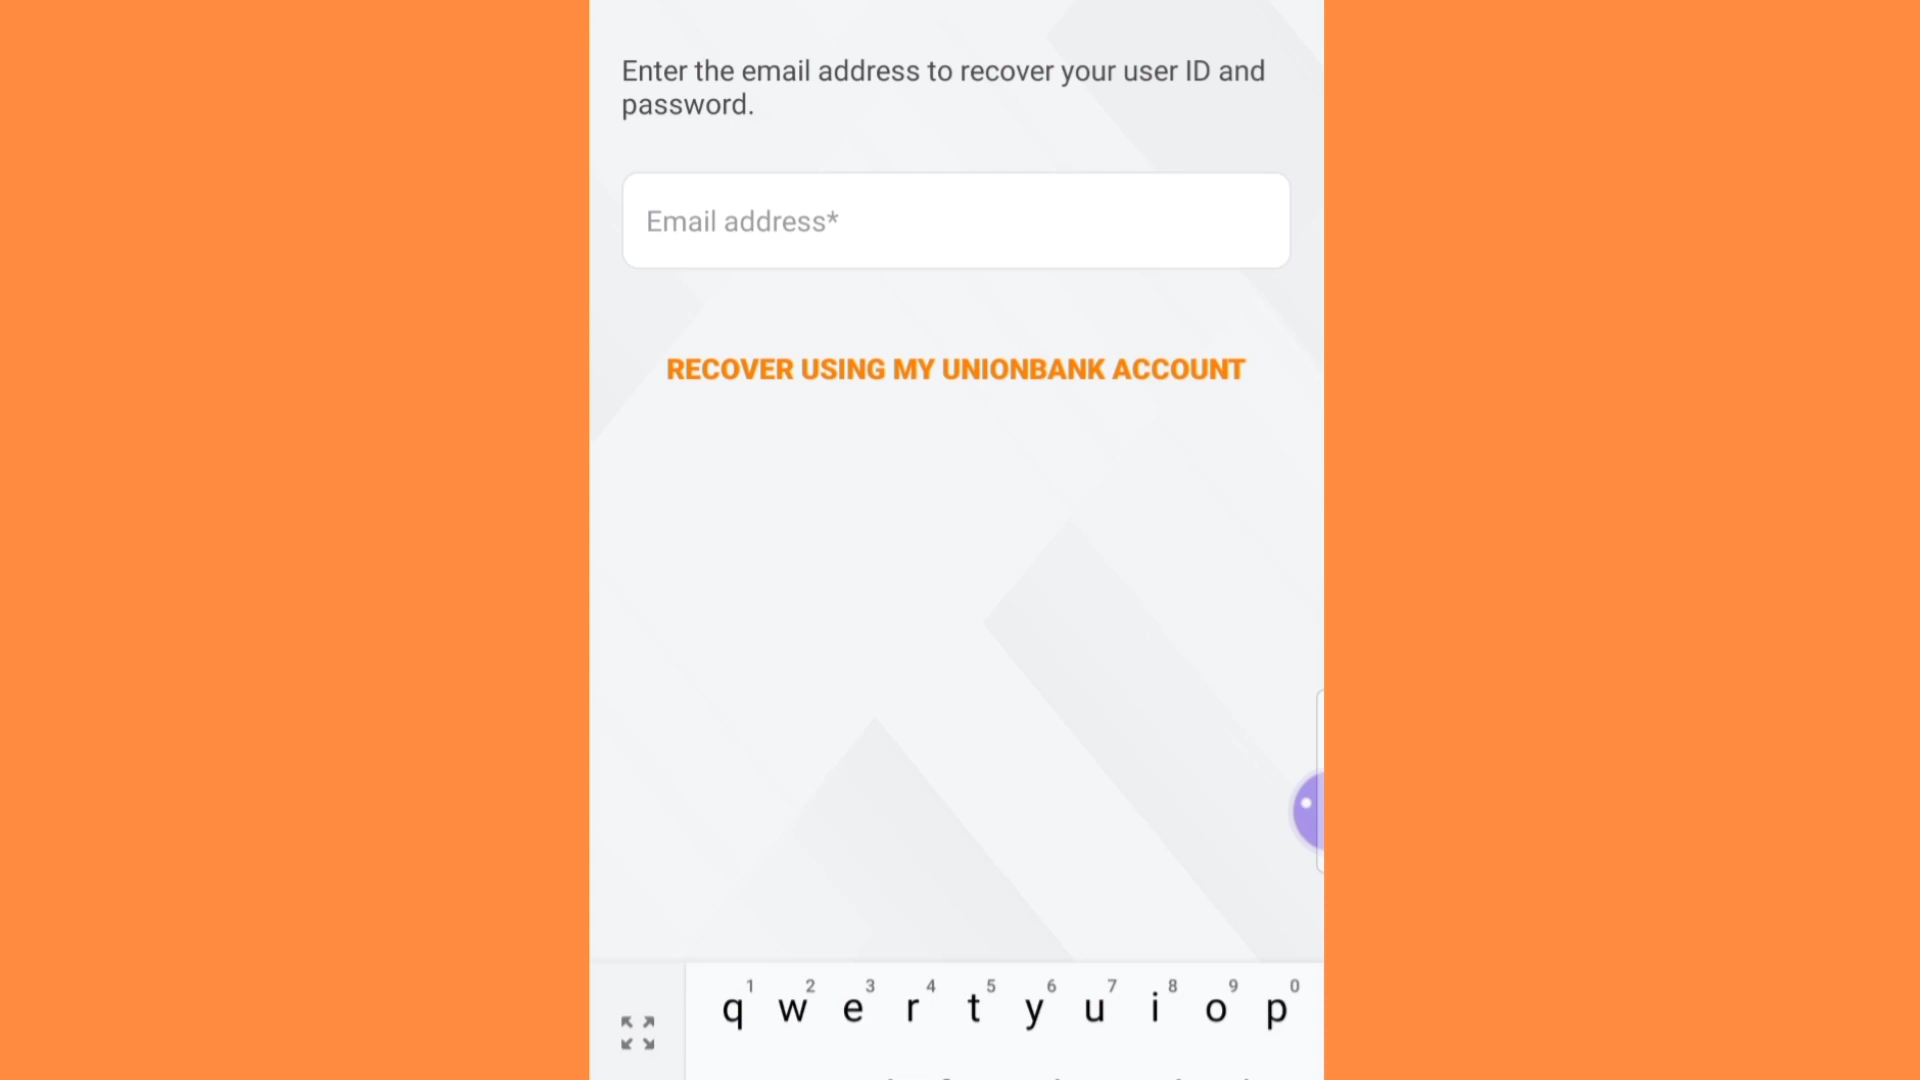 Enter the email address to recover your user ID and
password.
Email address*
RECOVER USING MY UNIONBANK ACCOUNT
1 2 3 4 5 6 7 8 9 0
q w e r t y u i o p